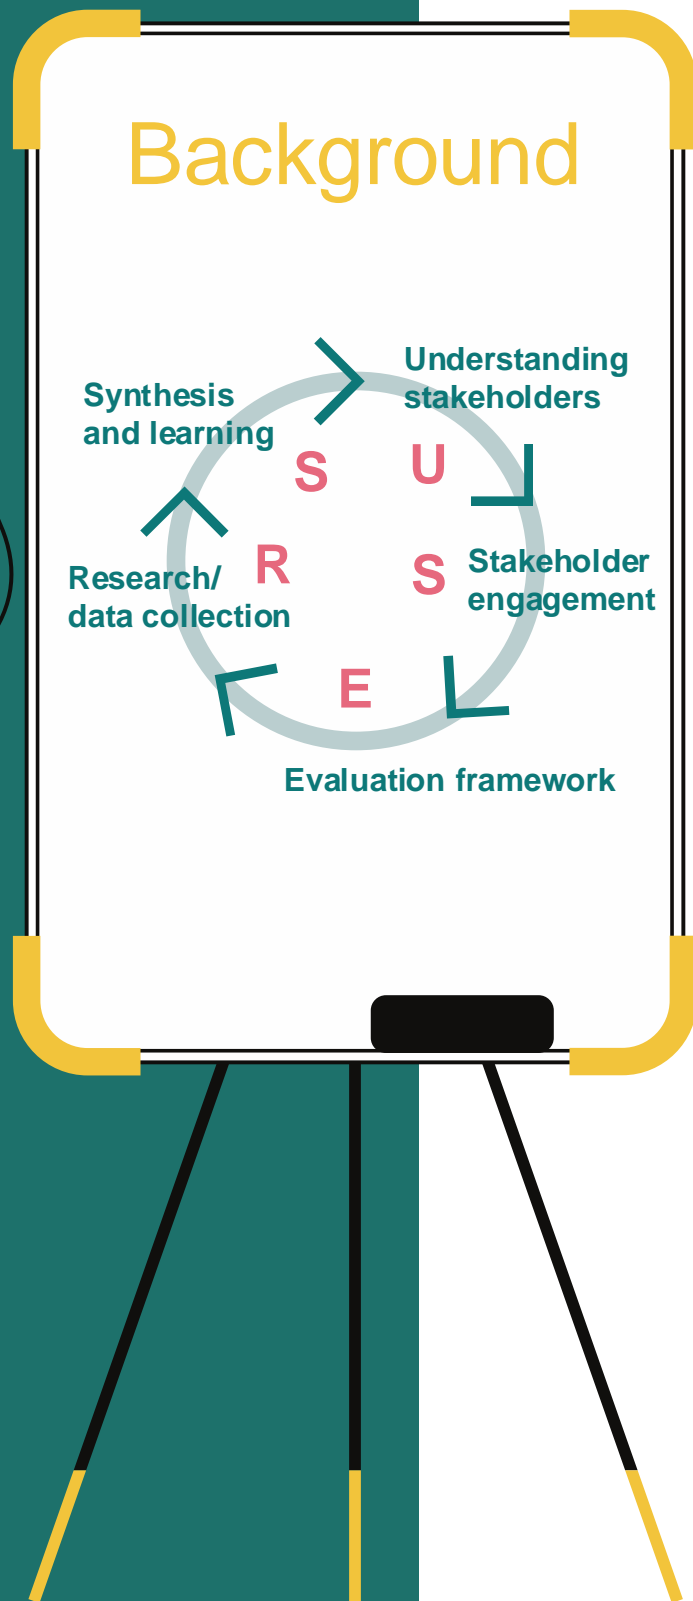 Background
Understanding
stakeholders
Synthesis
and learning
S
U
Stakeholder
engagement
R
S
Research/
data collection
E
Evaluation framework